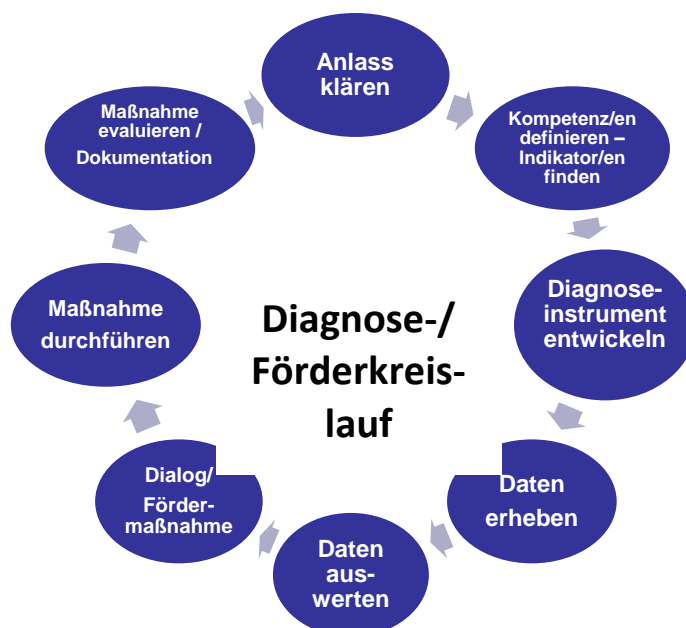 Anlass
klären
Kompetenz/en
definieren –
Indikator/en
finden
Diagnose-
instrument
entwickeln
Daten
erheben
Daten
aus-
werten
Dialog/
Förder-
maßnahme
Maßnahme
durchführen
Maßnahme
evaluieren /
Dokumentation
Diagnose-/
Förderkreis-
lauf